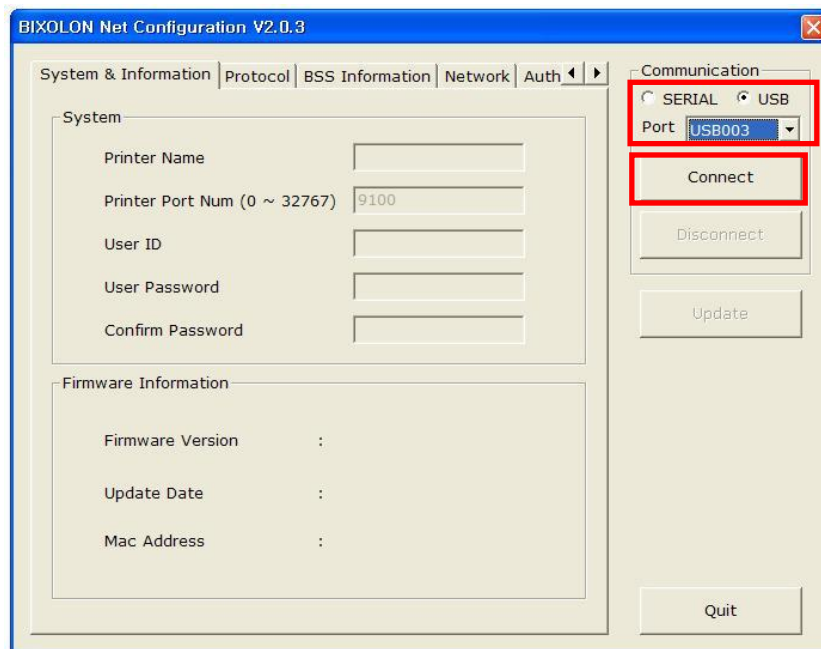 BIXOLON Net Configuration V2.0.3
System & Information Protocol BSS Information Network Auth
System
Printer Name
Printer Port Num (0 ~ 32767) 9100
User ID
User Password
Confirm Password
Firmware Information
Firmware Version :
Update Date :
Mac Address :
Communication
SERIAL USB
Port USB003
Connect
Disconnect
Update
Quit